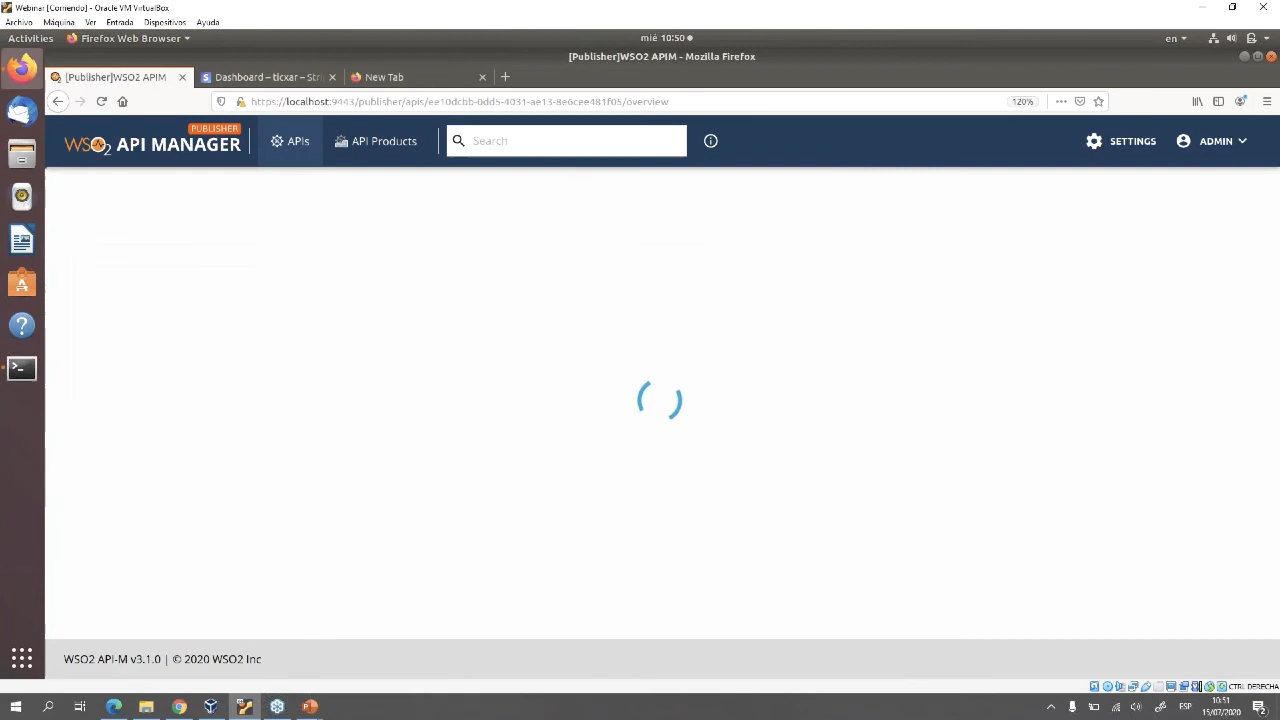 Webinar [Corriendo] - Oracle VM VirtualBox
Archivo Máquina Ver Entrada Dispositivos Ayuda
Activities Firefox Web Browser mié 10:50 en
[Publisher]WSO2 APIM - Mozilla Firefox
[Publisher]WSO2 APIM Dashboard – ticxar – Stri New Tab
https://localhost:9443/publisher/apis/ee10dcbb-0dd5-4031-ae13-8e6cee481f05/overview 120%
PUBLISHER
WSO2 API MANAGER APIs API Products Search SETTINGS ADMIN
WSO2 API-M v3.1.0 | © 2020 WSO2 Inc
CTRL DERECHA
ESP 10:51
15/07/2020 2